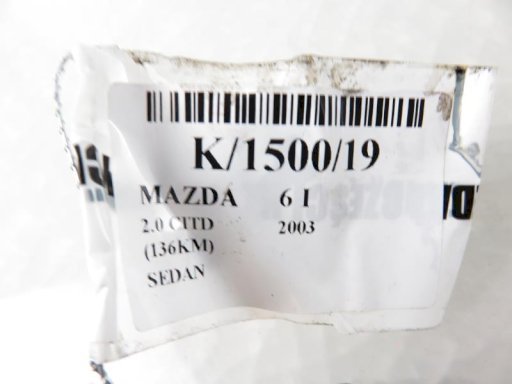 K/1500/19
MAZDA 6 I
2.0 CITD 2003
(136KM)
SEDAN